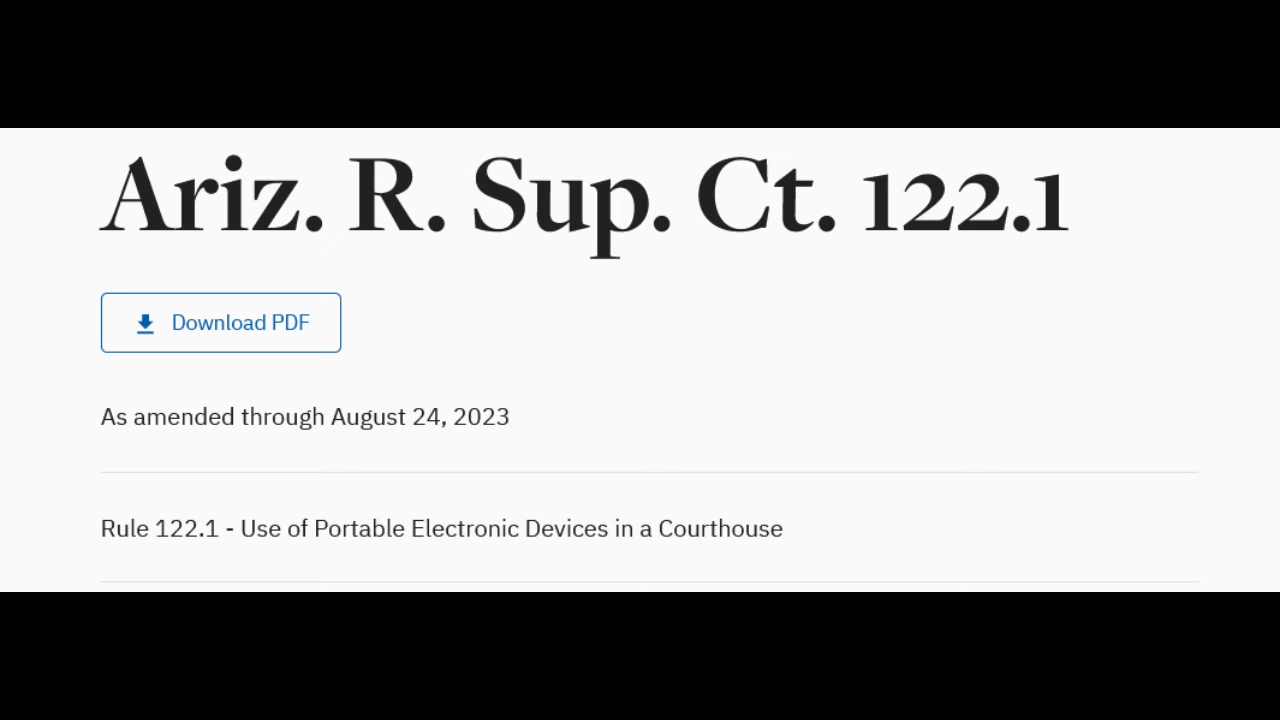 Ariz. R. Sup. Ct. 122.1
Download PDF
As amended through August 24, 2023
Rule 122.1 - Use of Portable Electronic Devices in a Courthouse